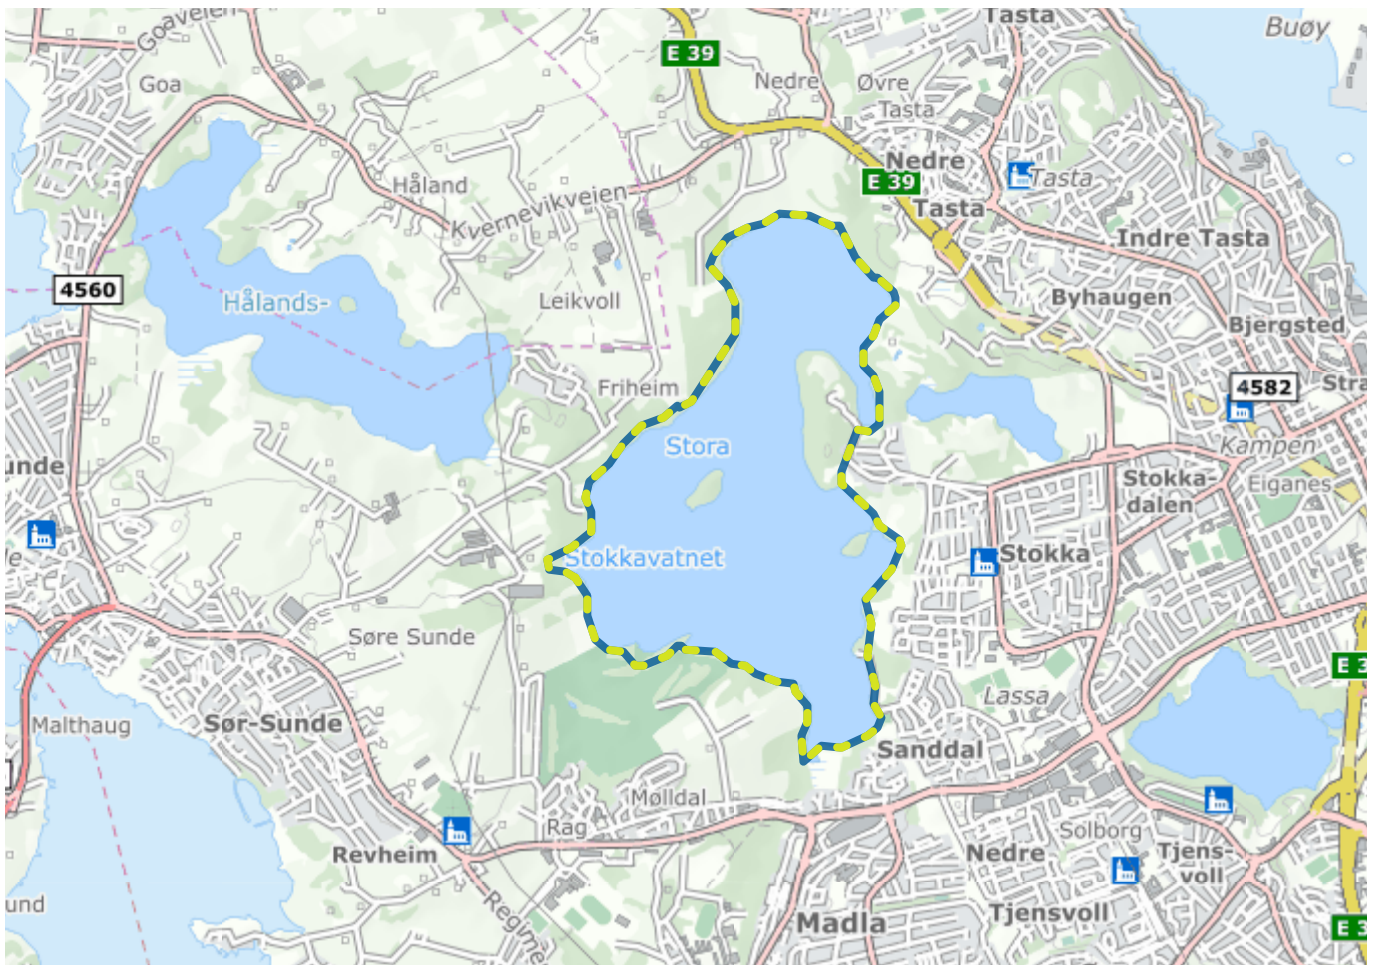 Tasta
Buøy
Goaveien
E 39
Goa
Nedre
Øvre
Tasta
Nedre
Tasta
E 39
Tasta
Håland
Kvernevikveien
Indre Tasta
4560
Hålands-
Leikvoll
Byhaugen
Bjergsted
Friheim
4582
Stora
Kampen
Stokka-
dalen
Eiganes
Stokkavatnet
Stokka
Søre Sunde
E 3
Malthaug
Sør-Sunde
Lassa
Sanddal
Mølldal
Rag
Revheim
Solborg
Nedre
Tjensvoll
Tjens-
voll
Madla
E 3